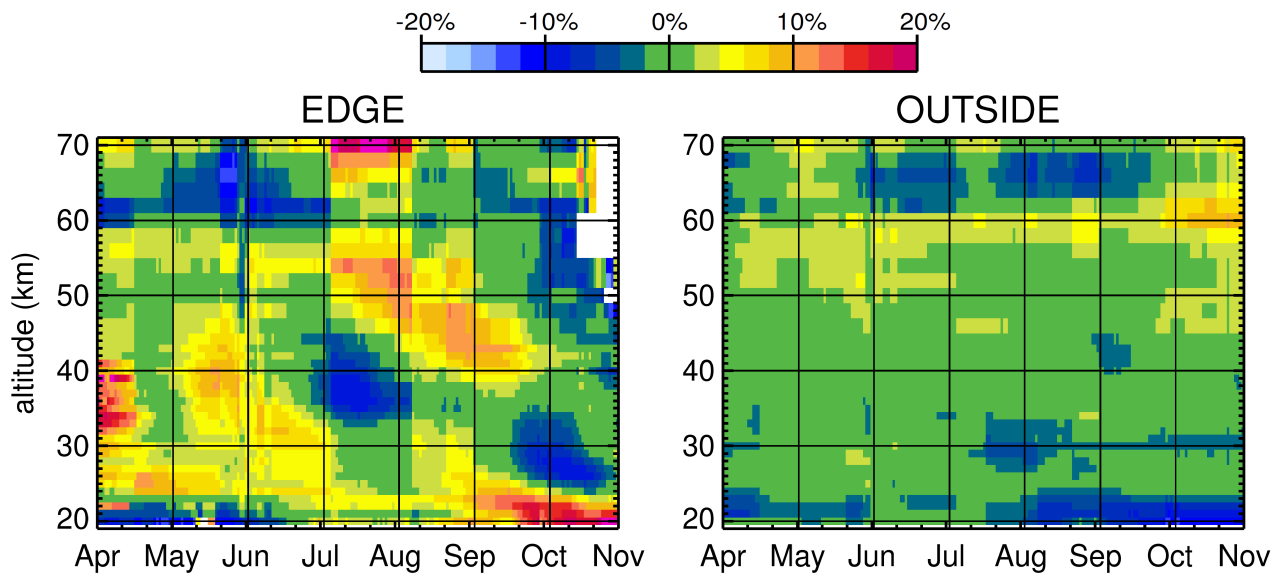 -20% -10% 0% 10% 20%
EDGE OUTSIDE
altitude (km)
70 70
60 60
50 50
40 40
30 30
20 20
Apr May Jun Jul Aug Sep Oct Nov Apr May Jun Jul Aug Sep Oct Nov